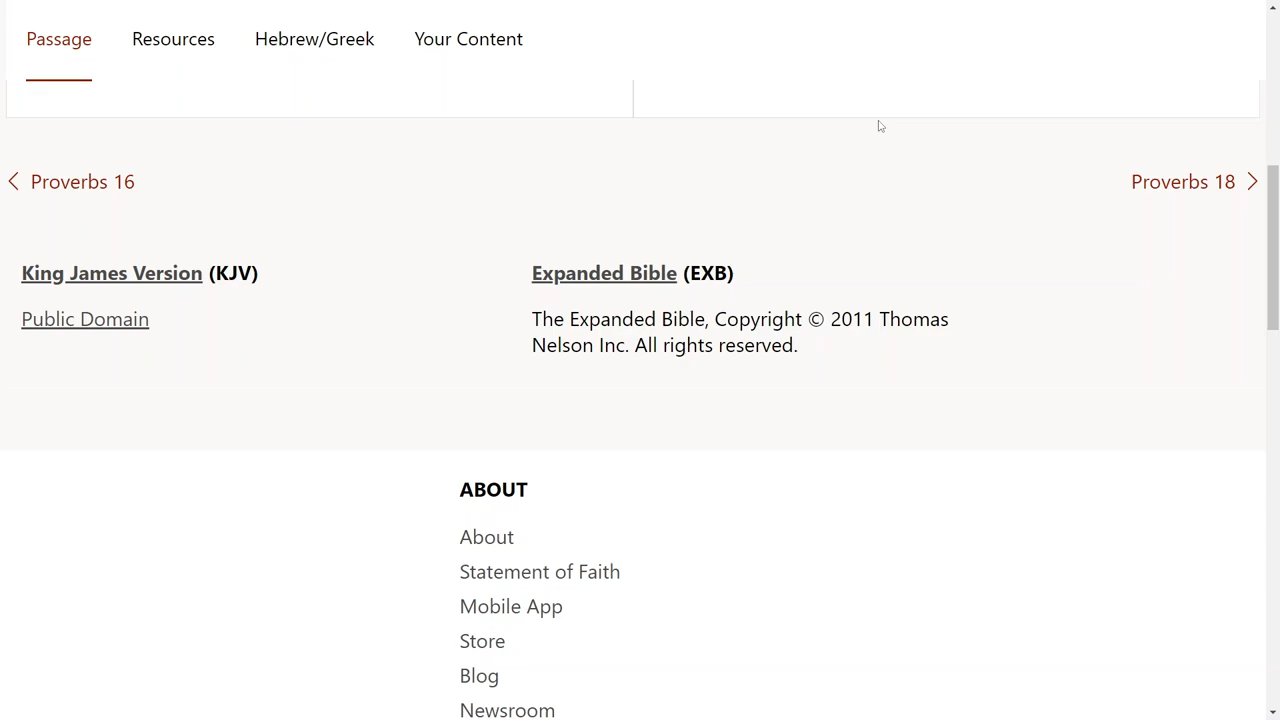 Passage Resources Hebrew/Greek Your Content
Proverbs 16 Proverbs 18
King James Version (KJV)
Public Domain
Expanded Bible (EXB)
The Expanded Bible, Copyright © 2011 Thomas
Nelson Inc. All rights reserved.
ABOUT
About
Statement of Faith
Mobile App
Store
Blog
Newsroom